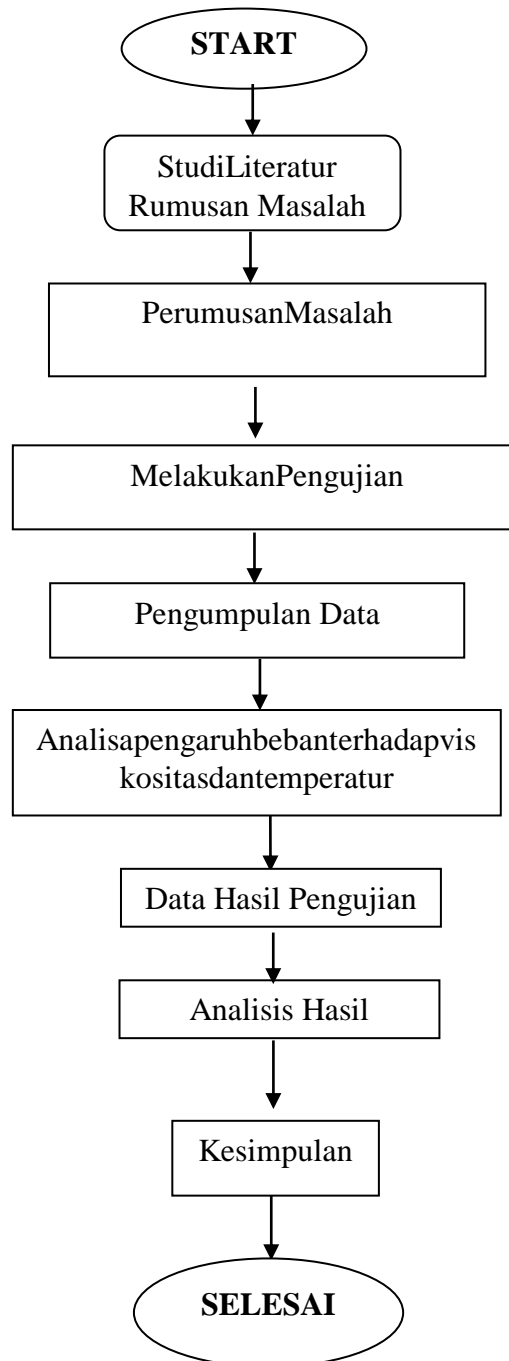 START
StudiLiteratur
Rumusan Masalah
PerumusanMasalah
MelakukanPengujian
Pengumpulan Data
Analisapengaruhbebanterhadapvis
kositasdantemperatur
Data Hasil Pengujian
Analisis Hasil
Kesimpulan
SELESAI